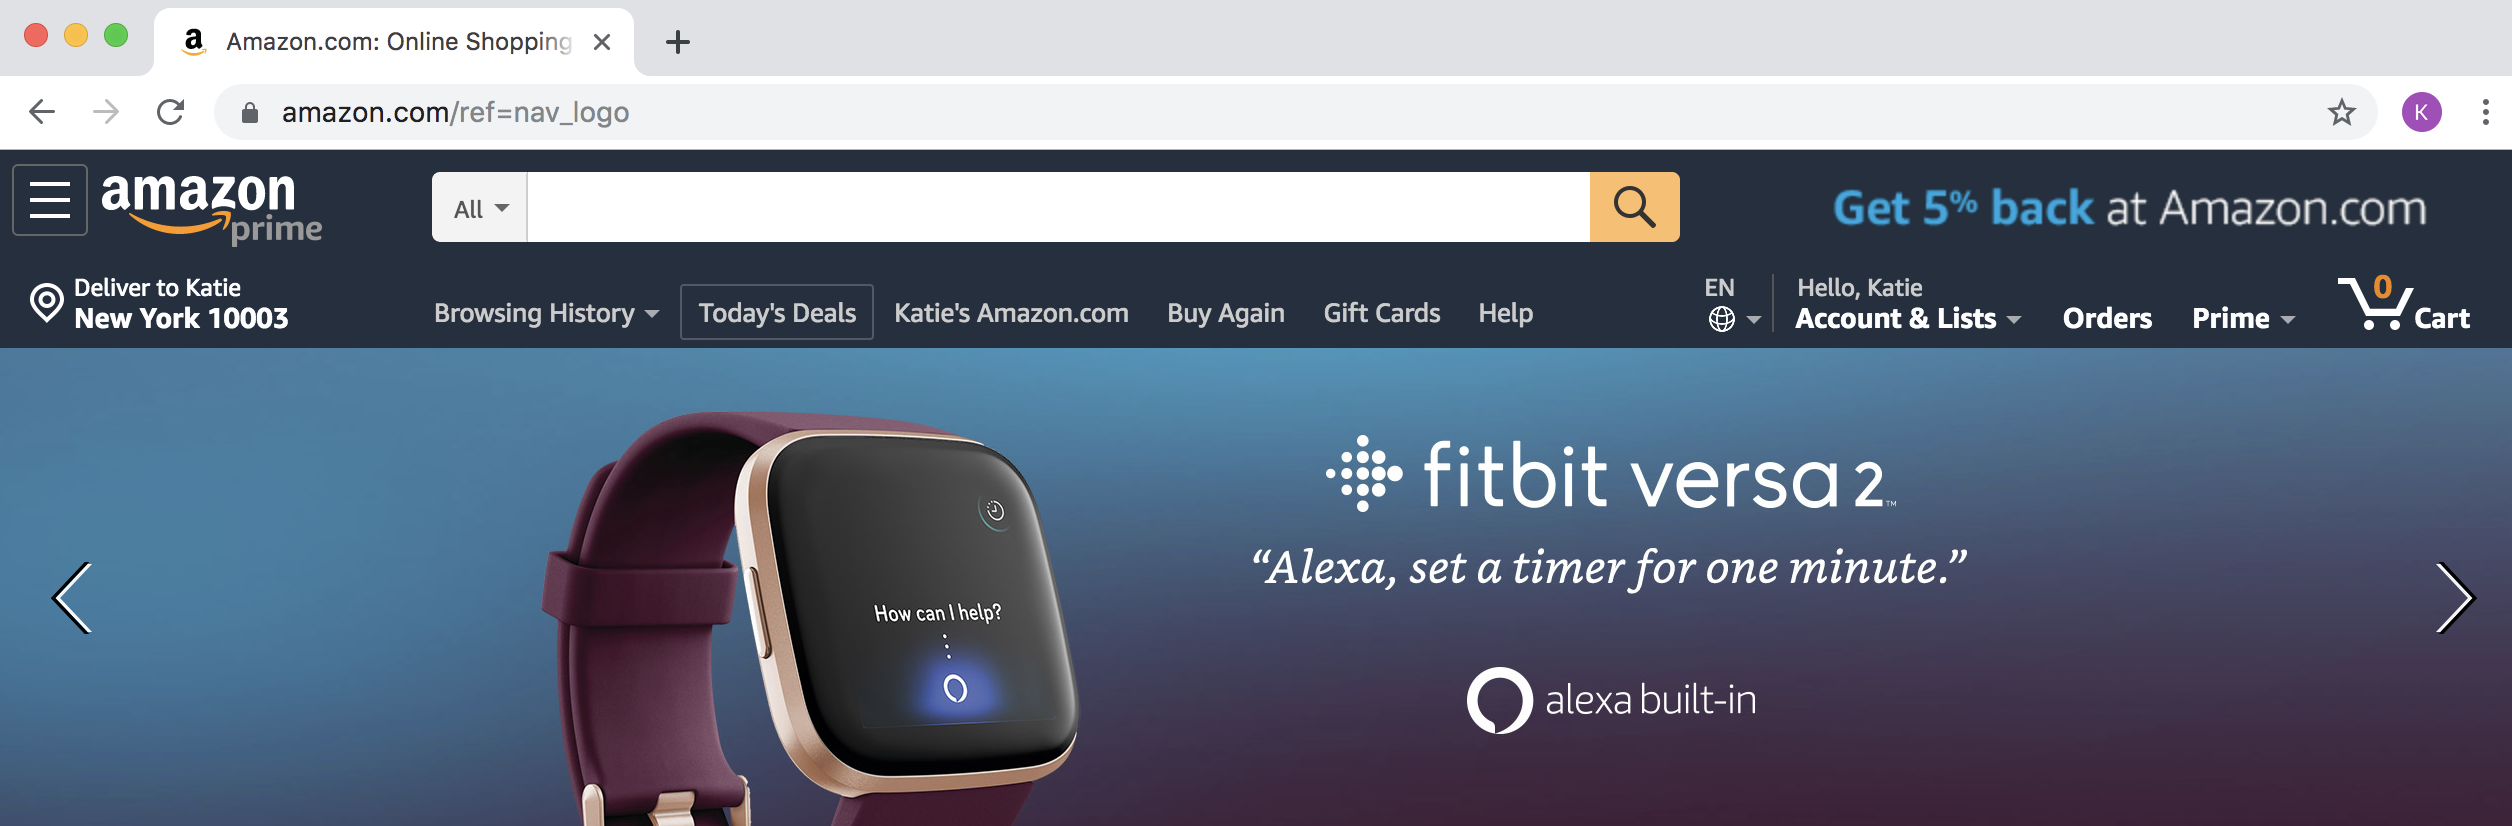 Amazon.com: Online Shopping
amazon.com/ref=nav_logo
K
amazon
prime
All
Get 5% back at Amazon.com
Deliver to Katie
New York 10003
Browsing History
Today's Deals
Katie's Amazon.com
Buy Again
Gift Cards
Help
EN
Hello, Katie
Account & Lists
Orders
Prime
0
Cart
fitbit versa 2™
“Alexa, set a timer for one minute.”
How can I help?
alexa built-in